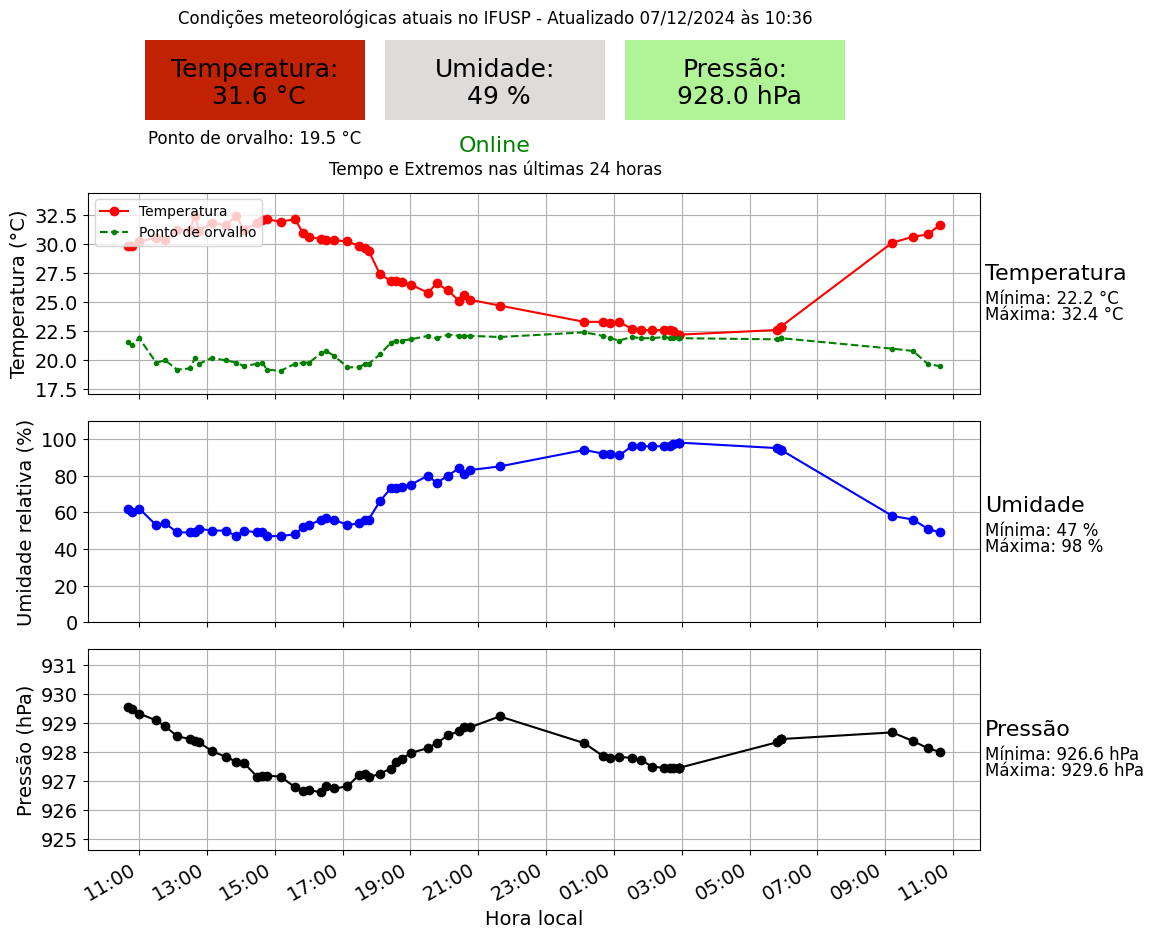 Condições meteorológicas atuais no IFUSP - Atualizado 07/12/2024 às 10:36
Temperatura:
31.6 °C
Umidade:
49 %
Pressão:
928.0 hPa
Ponto de orvalho: 19.5 °C
Online
Tempo e Extremos nas últimas 24 horas
Temperatura (°C)
32.5
30.0
27.5
25.0
22.5
20.0
17.5
Temperatura
Ponto de orvalho
Temperatura
Mínima: 22.2 °C
Máxima: 32.4 °C
Umidade relativa (%)
100
80
60
40
20
0
Umidade
Mínima: 47 %
Máxima: 98 %
Pressão (hPa)
931
930
929
928
927
926
925
Pressão
Mínima: 926.6 hPa
Máxima: 929.6 hPa
11:00 13:00 15:00 17:00 19:00 21:00 23:00 01:00 03:00 05:00 07:00 09:00 11:00
Hora local